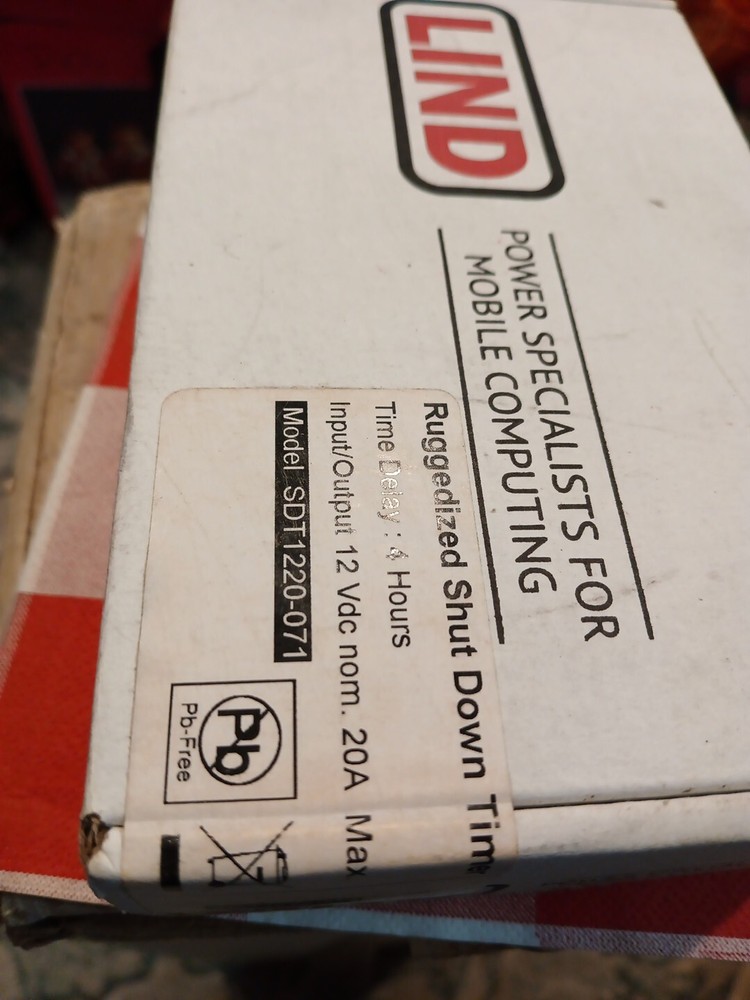 LIND
POWER SPECIALISTS FOR
MOBILE COMPUTING
Ruggedized Shut Down Tim
Time Delay : 4 Hours
Input/Output 12 Vdc nom. 20A Max
Model SDT1220-071
Pb
Pb-Free